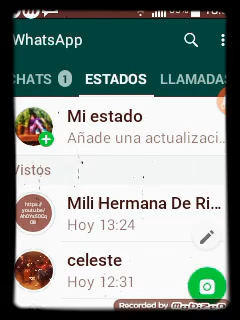 WhatsApp
CHATS 1 ESTADOS LLAMADA
Mi estado
Añade una actualizaci...
Vistos
Mili Hermana De Ri...
Hoy 13:24
celeste
Hoy 12:31
Recorded by